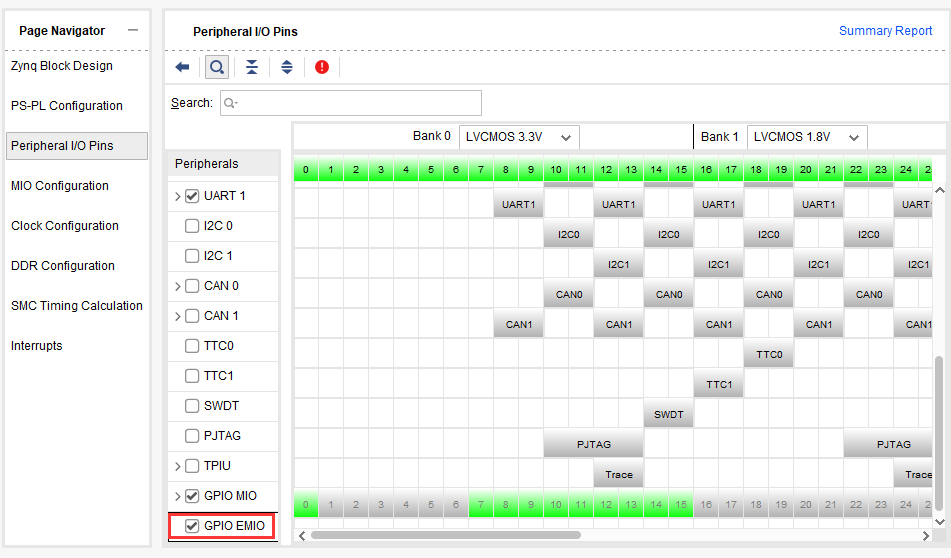 Page Navigator
Zynq Block Design
PS-PL Configuration
Peripheral I/O Pins
MIO Configuration
Clock Configuration
DDR Configuration
SMC Timing Calculation
Interrupts
Peripheral I/O Pins
Summary Report
Search:
Bank 0 LVCMOS 3.3V Bank 1 LVCMOS 1.8V
Peripherals 0 1 2 3 4 5 6 7 8 9 10 11 12 13 14 15 16 17 18 19 20 21 22 23 24 2
UART 1 UART1 UART1 UART1 UART1 UART
I2C 0 I2C0 I2C0 I2C0 I2C0
I2C 1 I2C1 I2C1 I2C1 I2C1
CAN 0 CAN0 CAN0 CAN0 CAN0
CAN 1 CAN1 CAN1 CAN1 CAN1 CAN1
TTC0 TTC0
TTC1 TTC1
SWDT SWDT
PJTAG PJTAG PJTAG
TPIU Trace Trace
GPIO MIO 0 1 2 3 4 5 6 7 8 9 10 11 12 13 14 15 16 17 18 19 20 21 22 23 24 2
GPIO EMIO